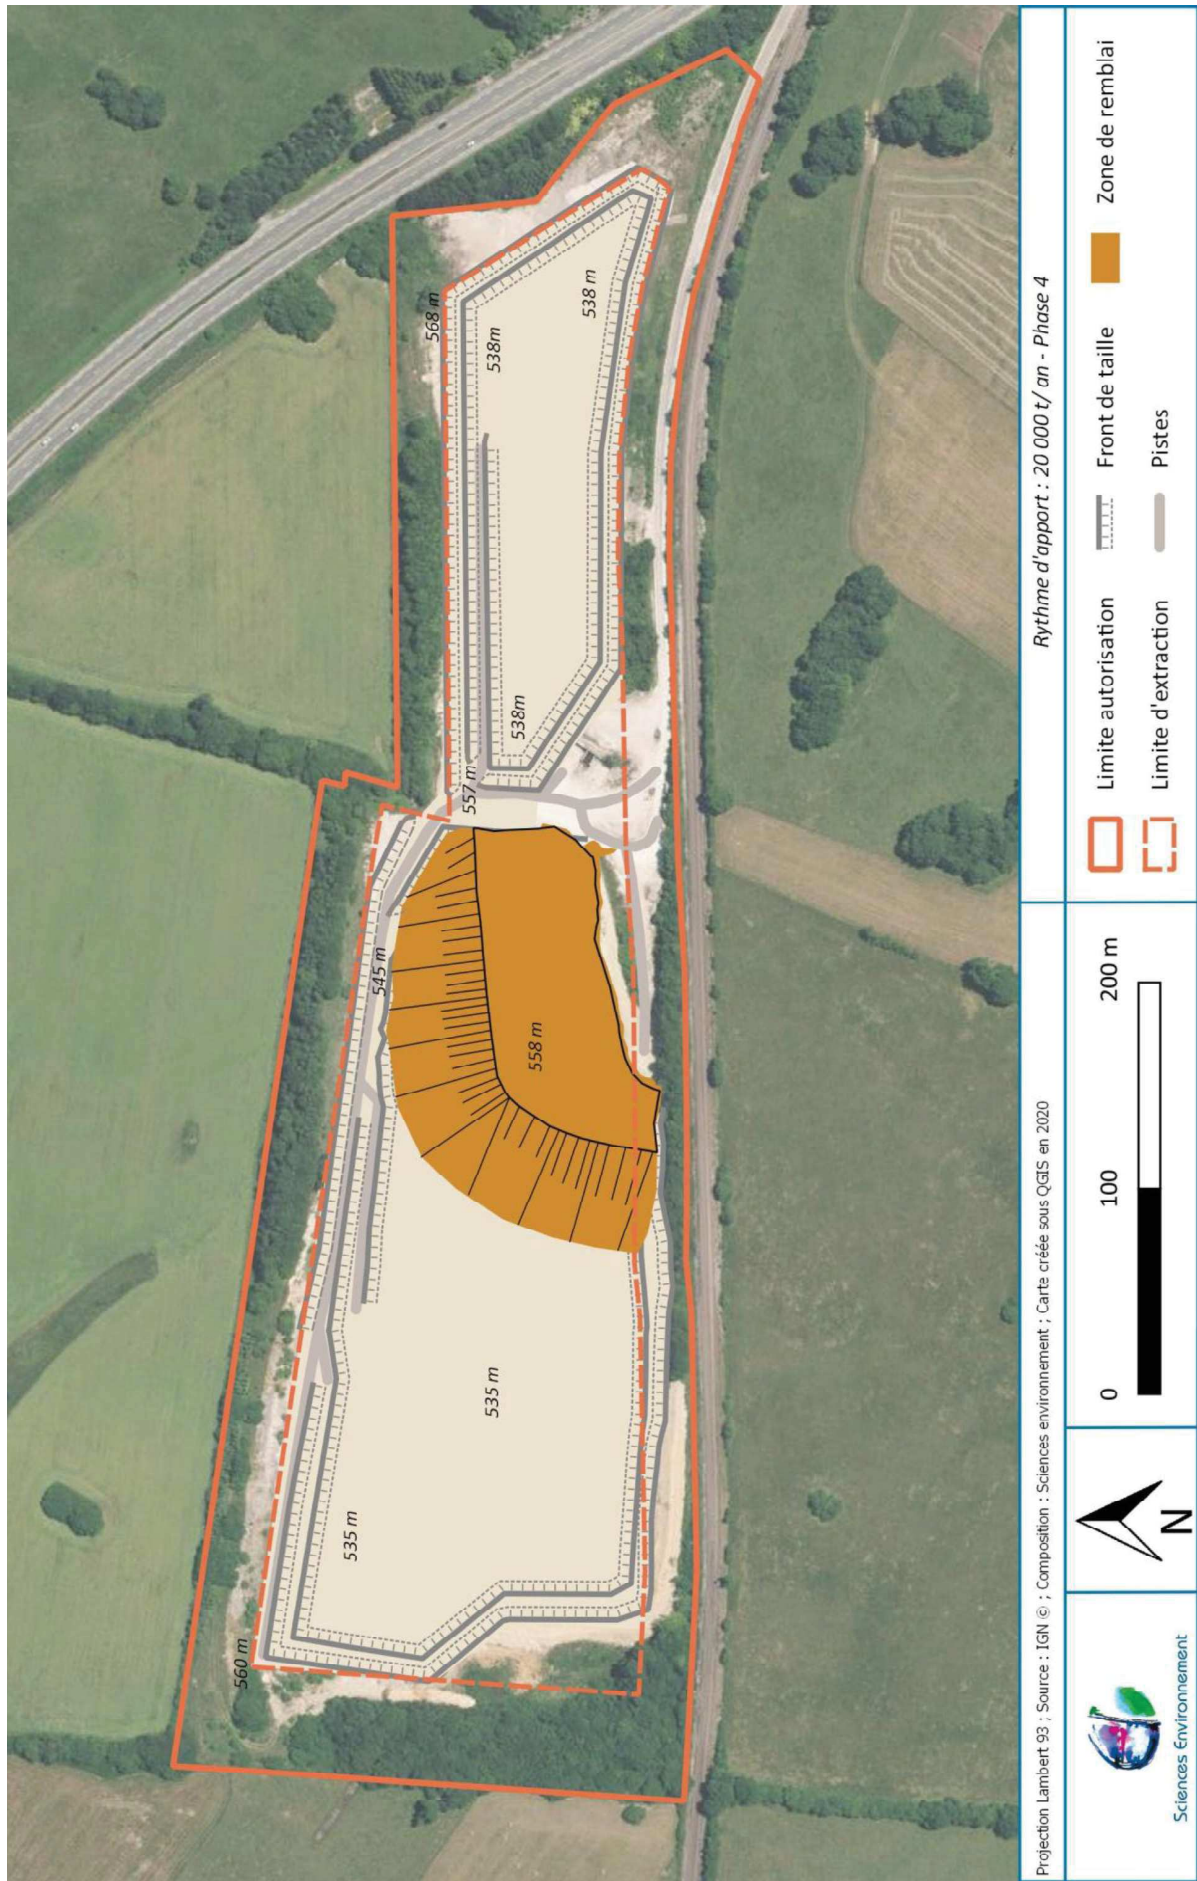 568 m
538m
538 m
538m
557 m
545 m
558 m
535 m
535 m
560 m
Rythme d'apport : 20 000 t/ an - Phase 4
Limite autorisation
Front de taille
Zone de remblai
Limite d'extraction
Pistes
Projection Lambert 93 ; Source : IGN © ; Composition : Sciences environnement ; Carte créée sous QGIS en 2020
0
100
200 m
N
Sciences Environnement